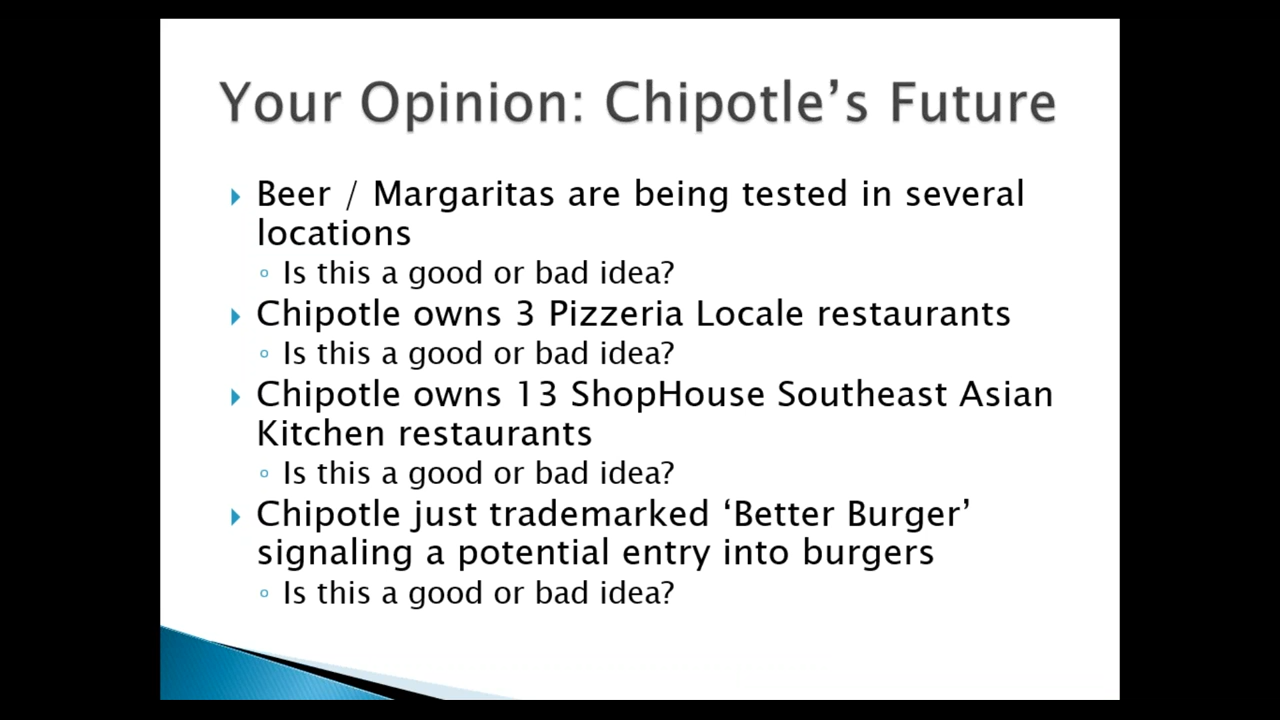 Your Opinion: Chipotle’s Future
Beer / Margaritas are being tested in several
locations
Is this a good or bad idea?
Chipotle owns 3 Pizzeria Locale restaurants
Is this a good or bad idea?
Chipotle owns 13 ShopHouse Southeast Asian
Kitchen restaurants
Is this a good or bad idea?
Chipotle just trademarked ‘Better Burger’
signaling a potential entry into burgers
Is this a good or bad idea?